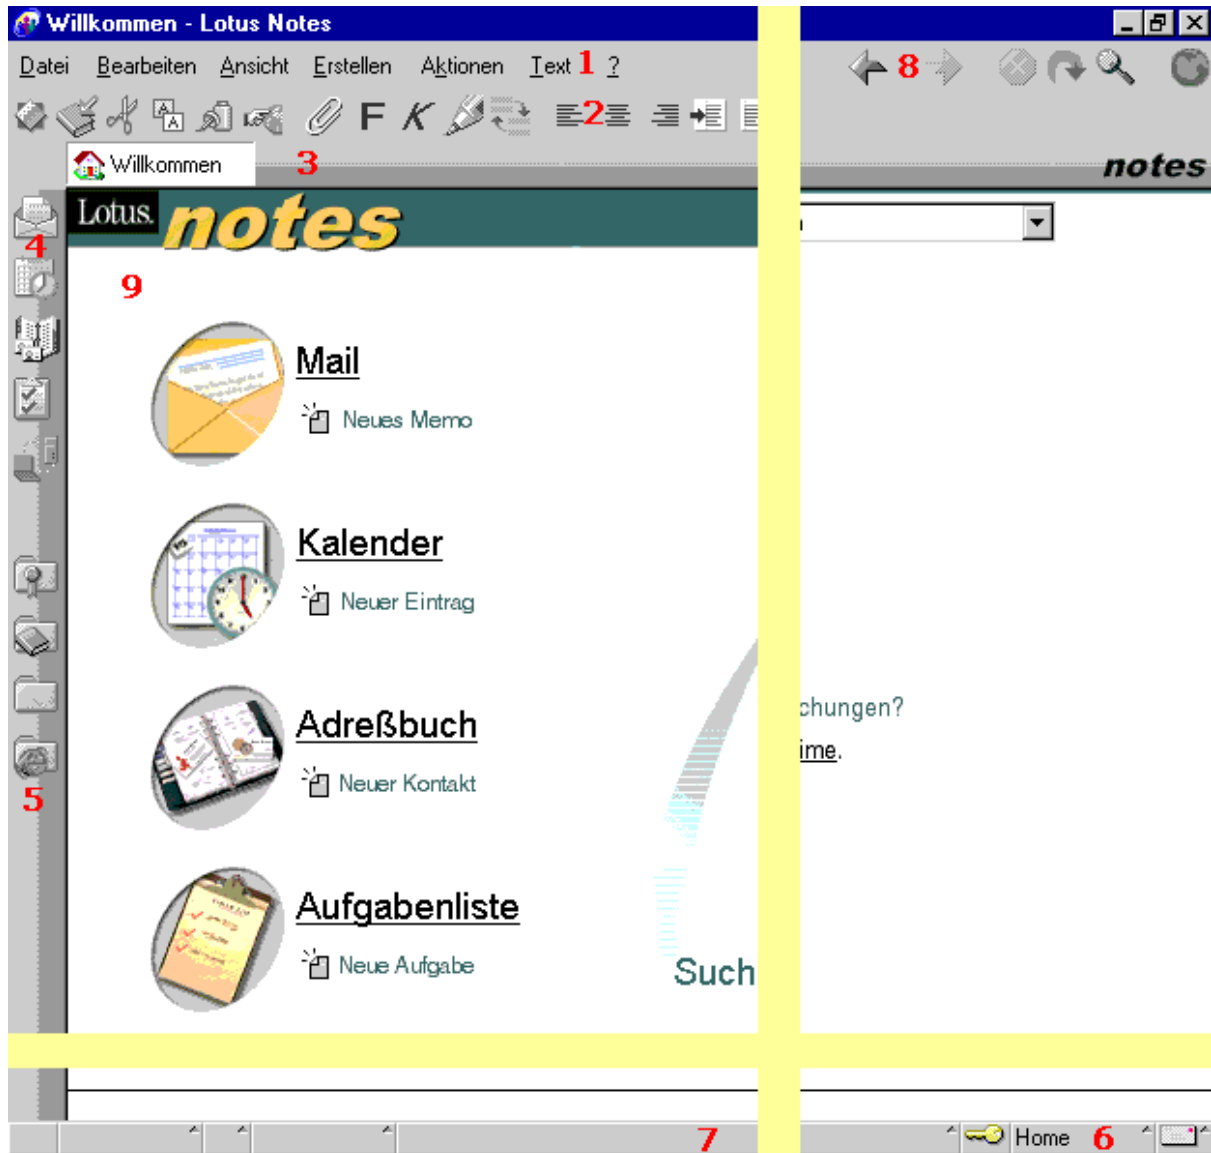 Willkommen - Lotus Notes
Datei Bearbeiten Ansicht Erstellen Aktionen Text 1 ? 8
F K 2
Willkommen 3 notes
Lotus. notes
4
9
Mail
Neues Memo
Kalender
Neuer Eintrag
Adreßbuch chungen?
ime.
Neuer Kontakt
5
Aufgabenliste
Neue Aufgabe
Such
7 Home 6